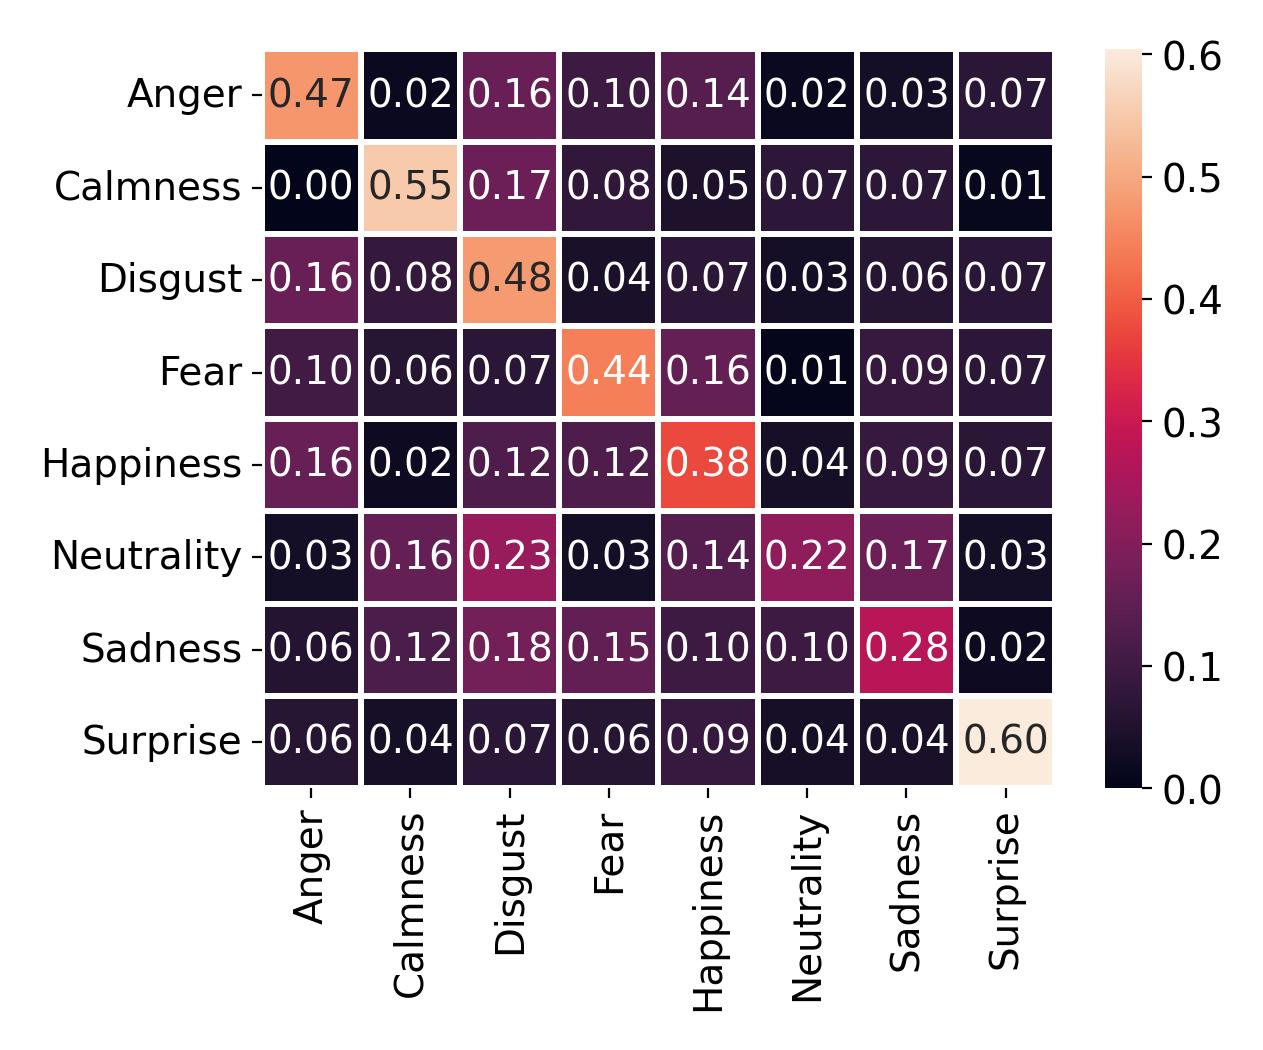 Anger 0.47 0.02 0.16 0.10 0.14 0.02 0.03 0.07
Calmness 0.00 0.55 0.17 0.08 0.05 0.07 0.07 0.01
Disgust 0.16 0.08 0.48 0.04 0.07 0.03 0.06 0.07
Fear 0.10 0.06 0.07 0.44 0.16 0.01 0.09 0.07
Happiness 0.16 0.02 0.12 0.12 0.38 0.04 0.09 0.07
Neutrality 0.03 0.16 0.23 0.03 0.14 0.22 0.17 0.03
Sadness 0.06 0.12 0.18 0.15 0.10 0.10 0.28 0.02
Surprise 0.06 0.04 0.07 0.06 0.09 0.04 0.04 0.60
Anger
Calmness
Disgust
Fear
Happiness
Neutrality
Sadness
Surprise
0.6
0.5
0.4
0.3
0.2
0.1
0.0